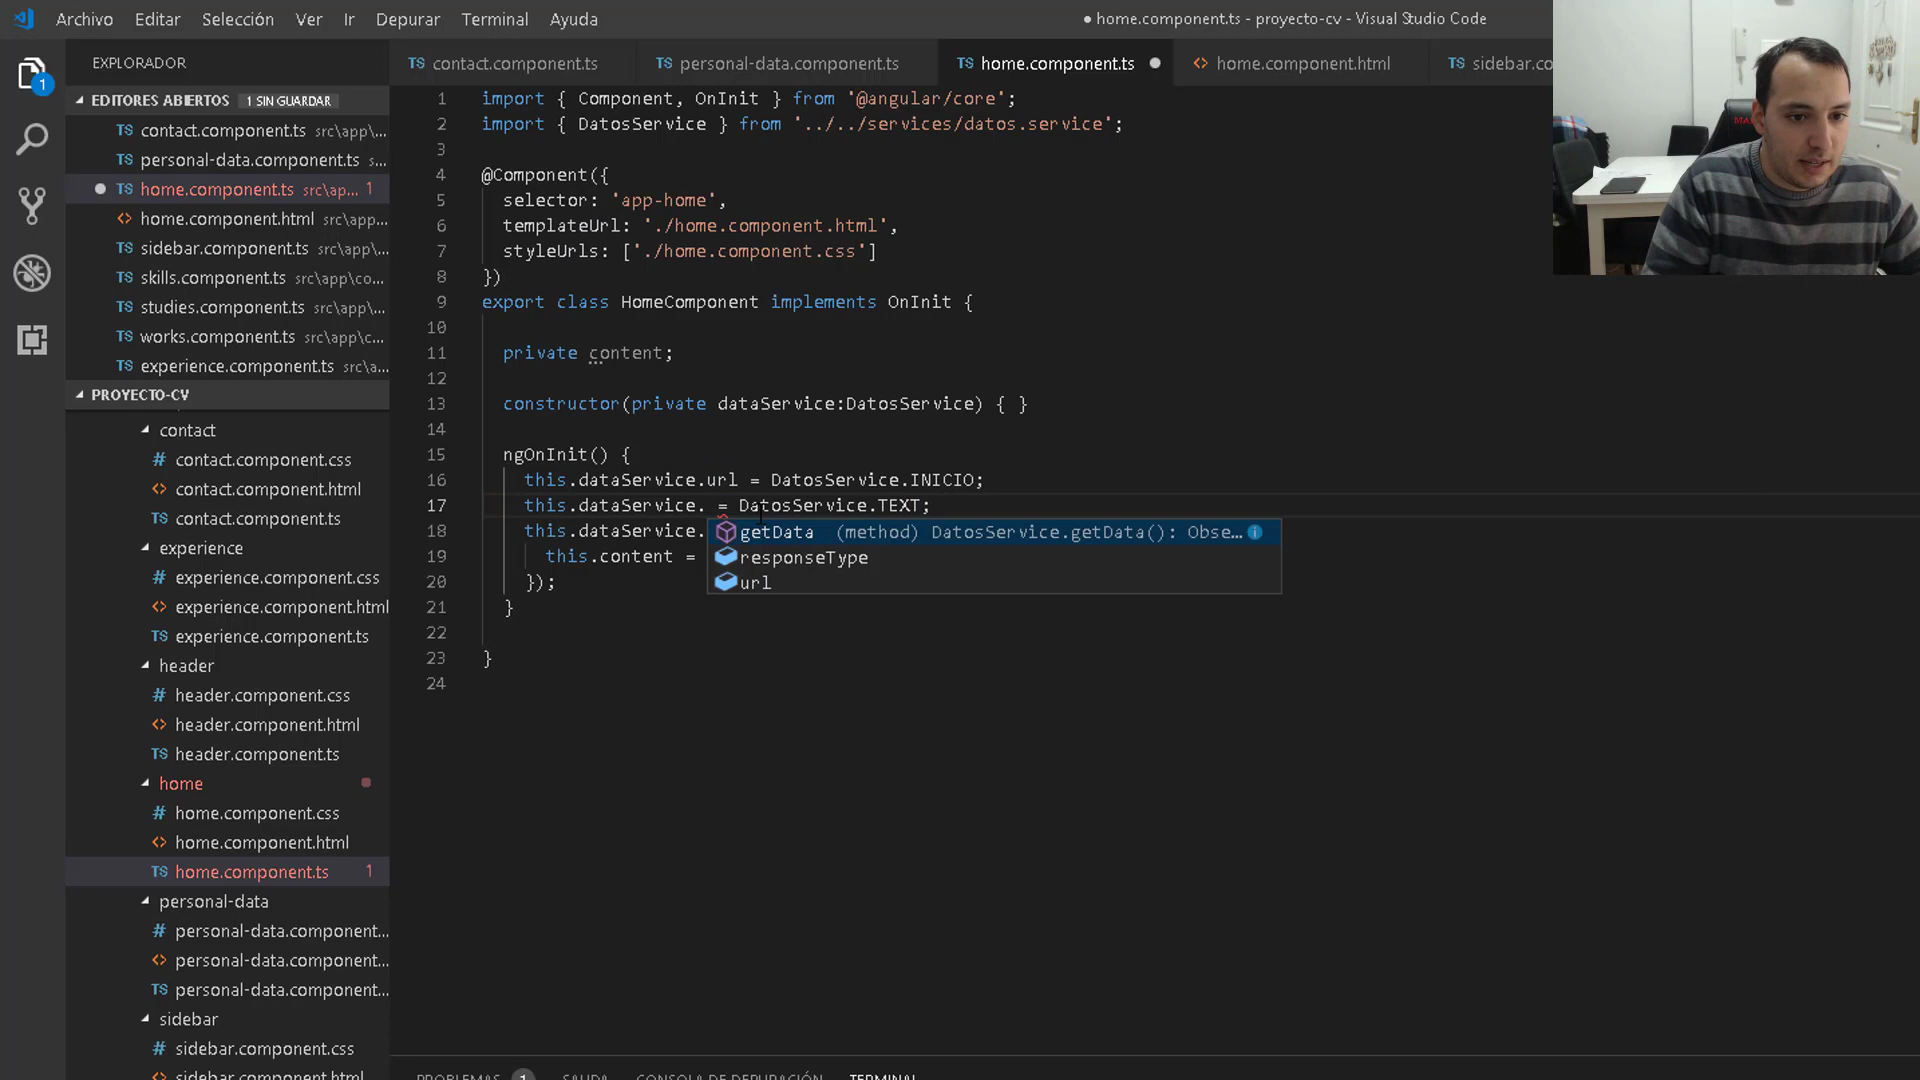 Archivo Editar Selección Ver Ir Depurar Terminal Ayuda
● home.component.ts - proyecto-cv - Visual Studio Code
EXPLORADOR
1
EDITORES ABIERTOS 1 SIN GUARDAR
TS contact.component.ts src\app\...
TS personal-data.component.ts s...
TS home.component.ts src\ap... 1
<> home.component.html src\app...
TS sidebar.component.ts src\app\...
TS skills.component.ts src\app\co...
TS studies.component.ts src\app\...
TS works.component.ts src\app\c...
TS experience.component.ts src\a...
PROYECTO-CV
contact
# contact.component.css
<> contact.component.html
TS contact.component.ts
experience
# experience.component.css
<> experience.component.html
TS experience.component.ts
header
# header.component.css
<> header.component.html
TS header.component.ts
home
# home.component.css
<> home.component.html
TS home.component.ts 1
personal-data
# personal-data.component...
<> personal-data.component...
TS personal-data.component...
sidebar
# sidebar.component.css
<> sidebar.component.html
TS contact.component.ts TS personal-data.component.ts TS home.component.ts ● <> home.component.html TS sidebar.co
1 import { Component, OnInit } from '@angular/core';
2 import { DatosService } from '../../services/datos.service';
3
4 @Component({
5 selector: 'app-home',
6 templateUrl: './home.component.html',
7 styleUrls: ['./home.component.css']
8 })
9 export class HomeComponent implements OnInit {
10
11 private content;
12
13 constructor(private dataService:DatosService) { }
14
15 ngOnInit() {
16 this.dataService.url = DatosService.INICIO;
17 this.dataService. = DatosService.TEXT;
18 this.dataService.
19 this.content =
20 });
21 }
22
23 }
24
getData (method) DatosService.getData(): Obse...
responseType
url
PROBLEMAS 1 SALIDA CONSOLA DE DEPURACIÓN TERMINAL